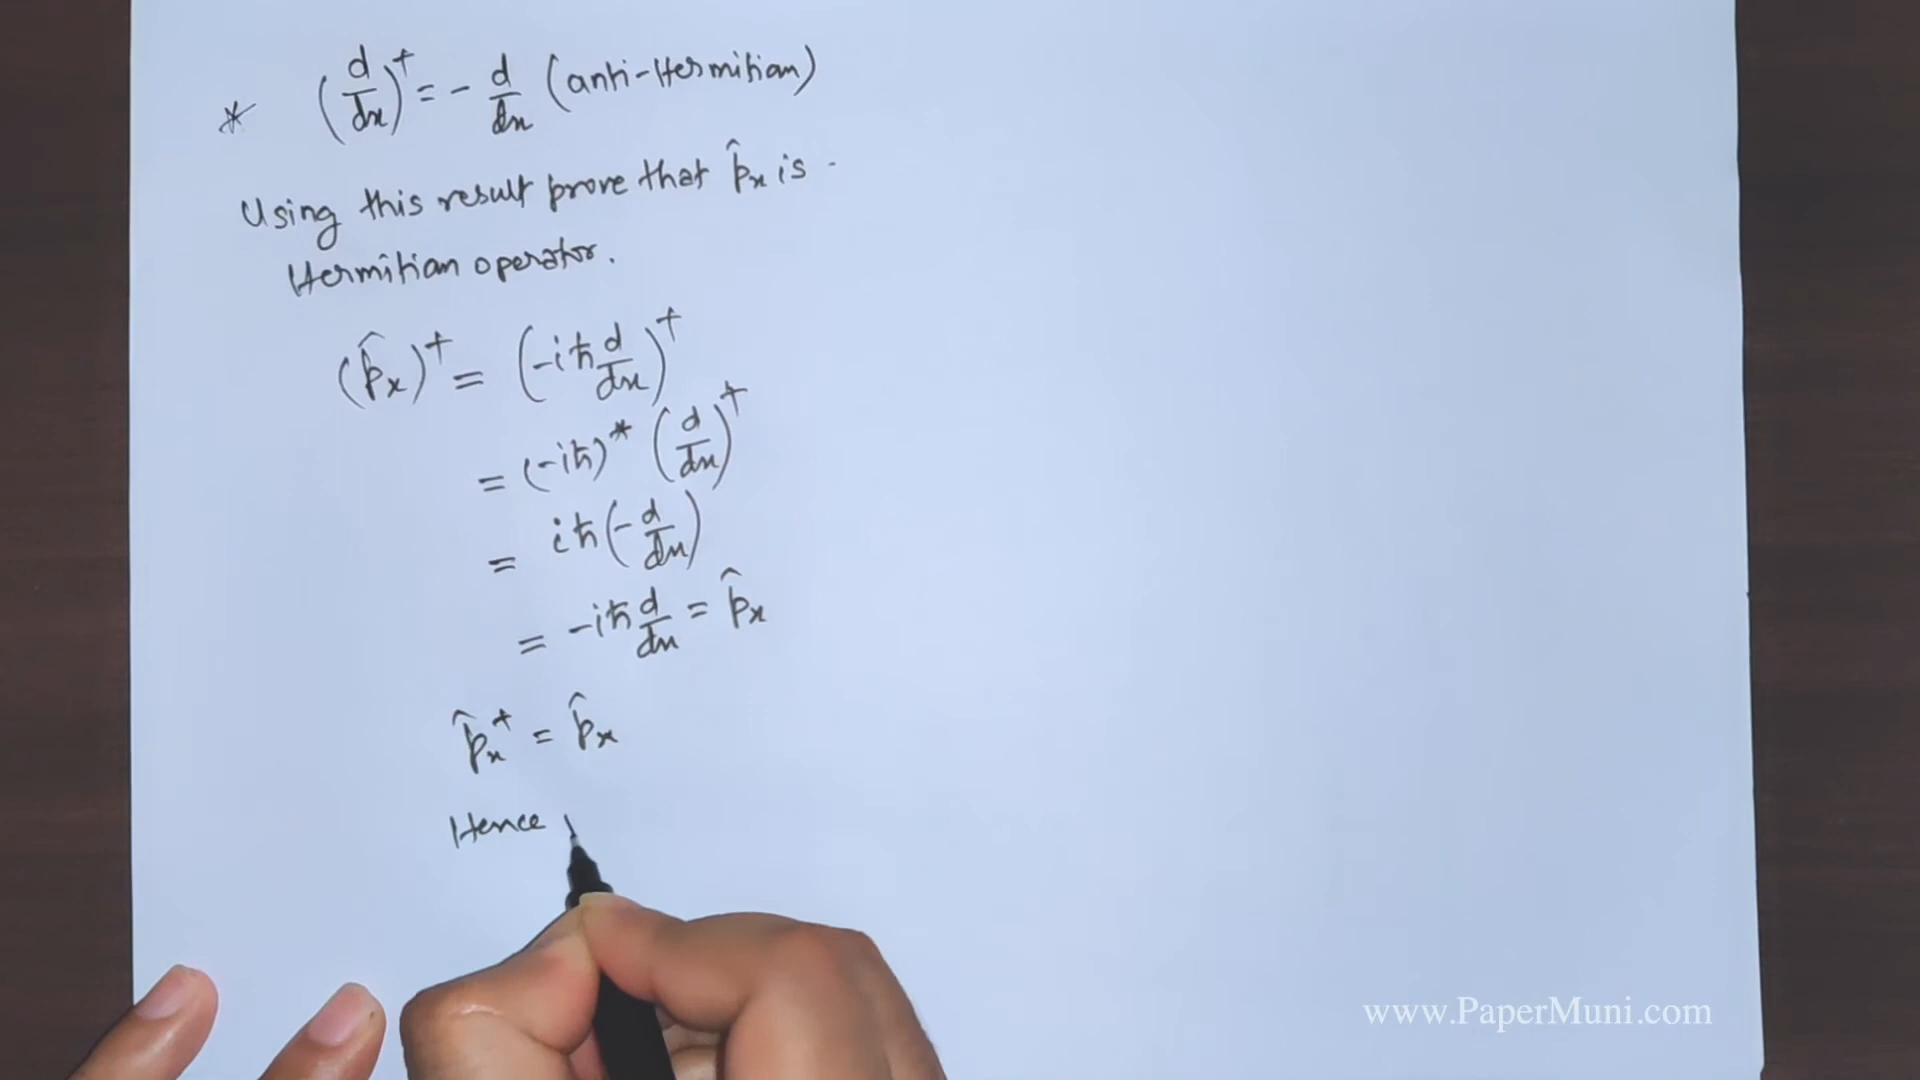 * (d/dx)† = - d/dx (anti-Hermitian)
Using this result prove that p̂x is -
Hermitian operator.
(p̂x)† = (-iħ d/dx)†
= (-iħ)* (d/dx)†
= iħ(-d/dx)
= -iħ d/dx = p̂x
p̂x† = p̂x
Hence
www.PaperMuni.com